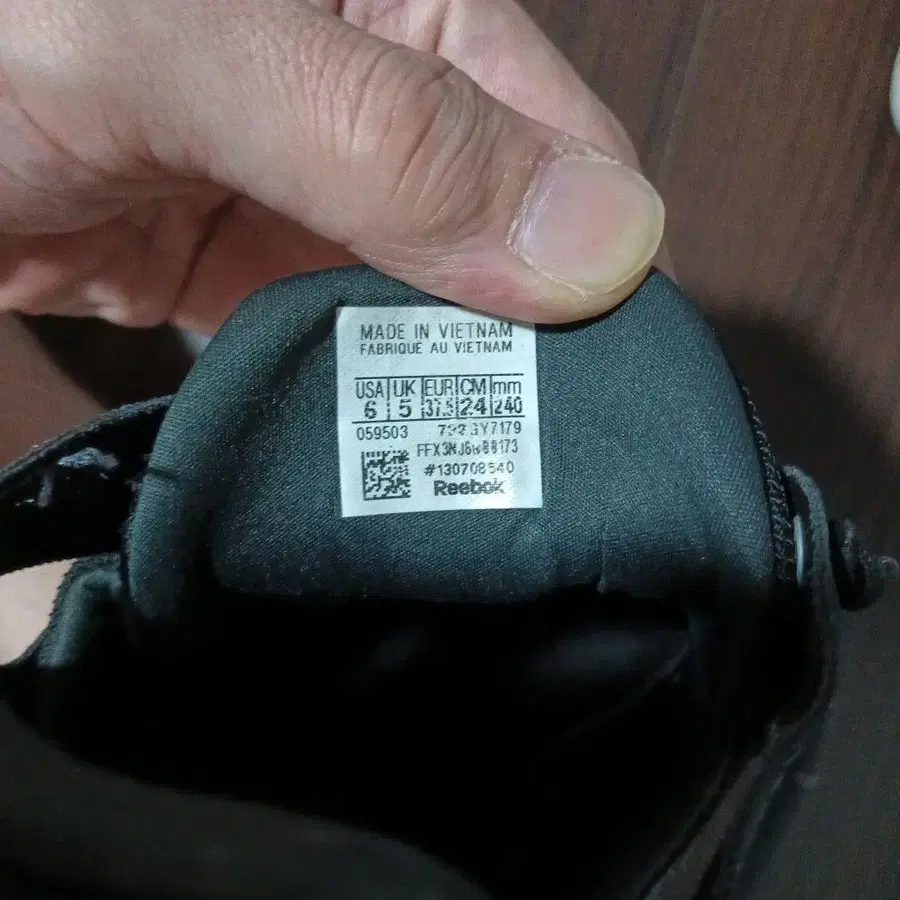 MADE IN VIETNAM
FABRIQUE AU VIETNAM
USA UK EUR CM mm
6 5 37.5 24 240
059503
#130708540
Reebok